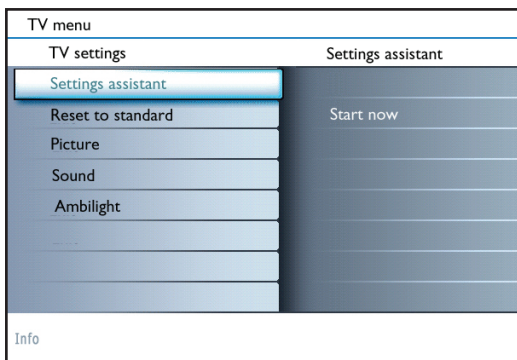 TV menu
TV settings
Settings assistant
Settings assistant
Reset to standard
Start now
Picture
Sound
Ambilight
Info